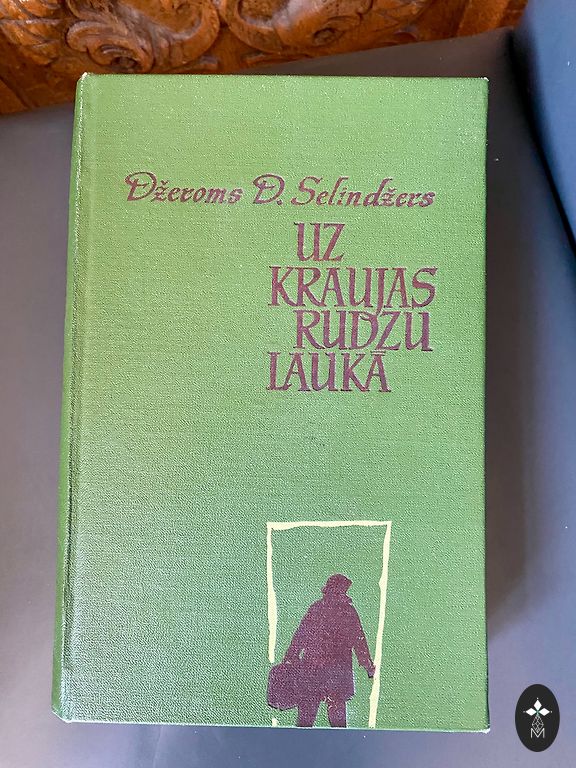 Džeroms D. Selindžers
UZ
KRAUJAS
RUDZU
LAUKĀ
M